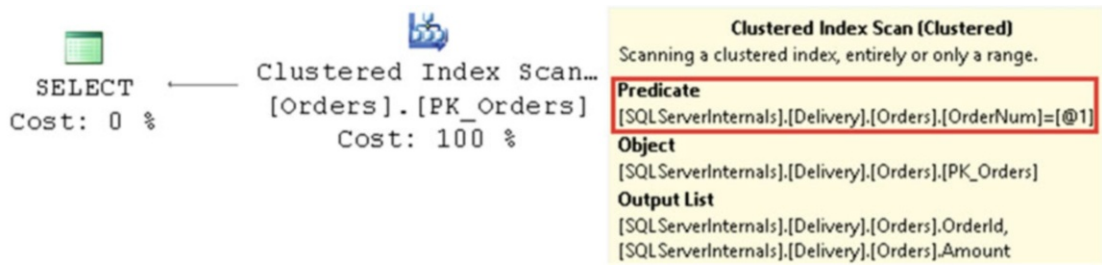 SELECT
Cost: 0 %
Clustered Index Scan…
[Orders].[PK_Orders]
Cost: 100 %
Clustered Index Scan (Clustered)
Scanning a clustered index, entirely or only a range.
Predicate
[SQLServerInternals].[Delivery].[Orders].[OrderNum]=[@1]
Object
[SQLServerInternals].[Delivery].[Orders].[PK_Orders]
Output List
[SQLServerInternals].[Delivery].[Orders].OrderId,
[SQLServerInternals].[Delivery].[Orders].Amount